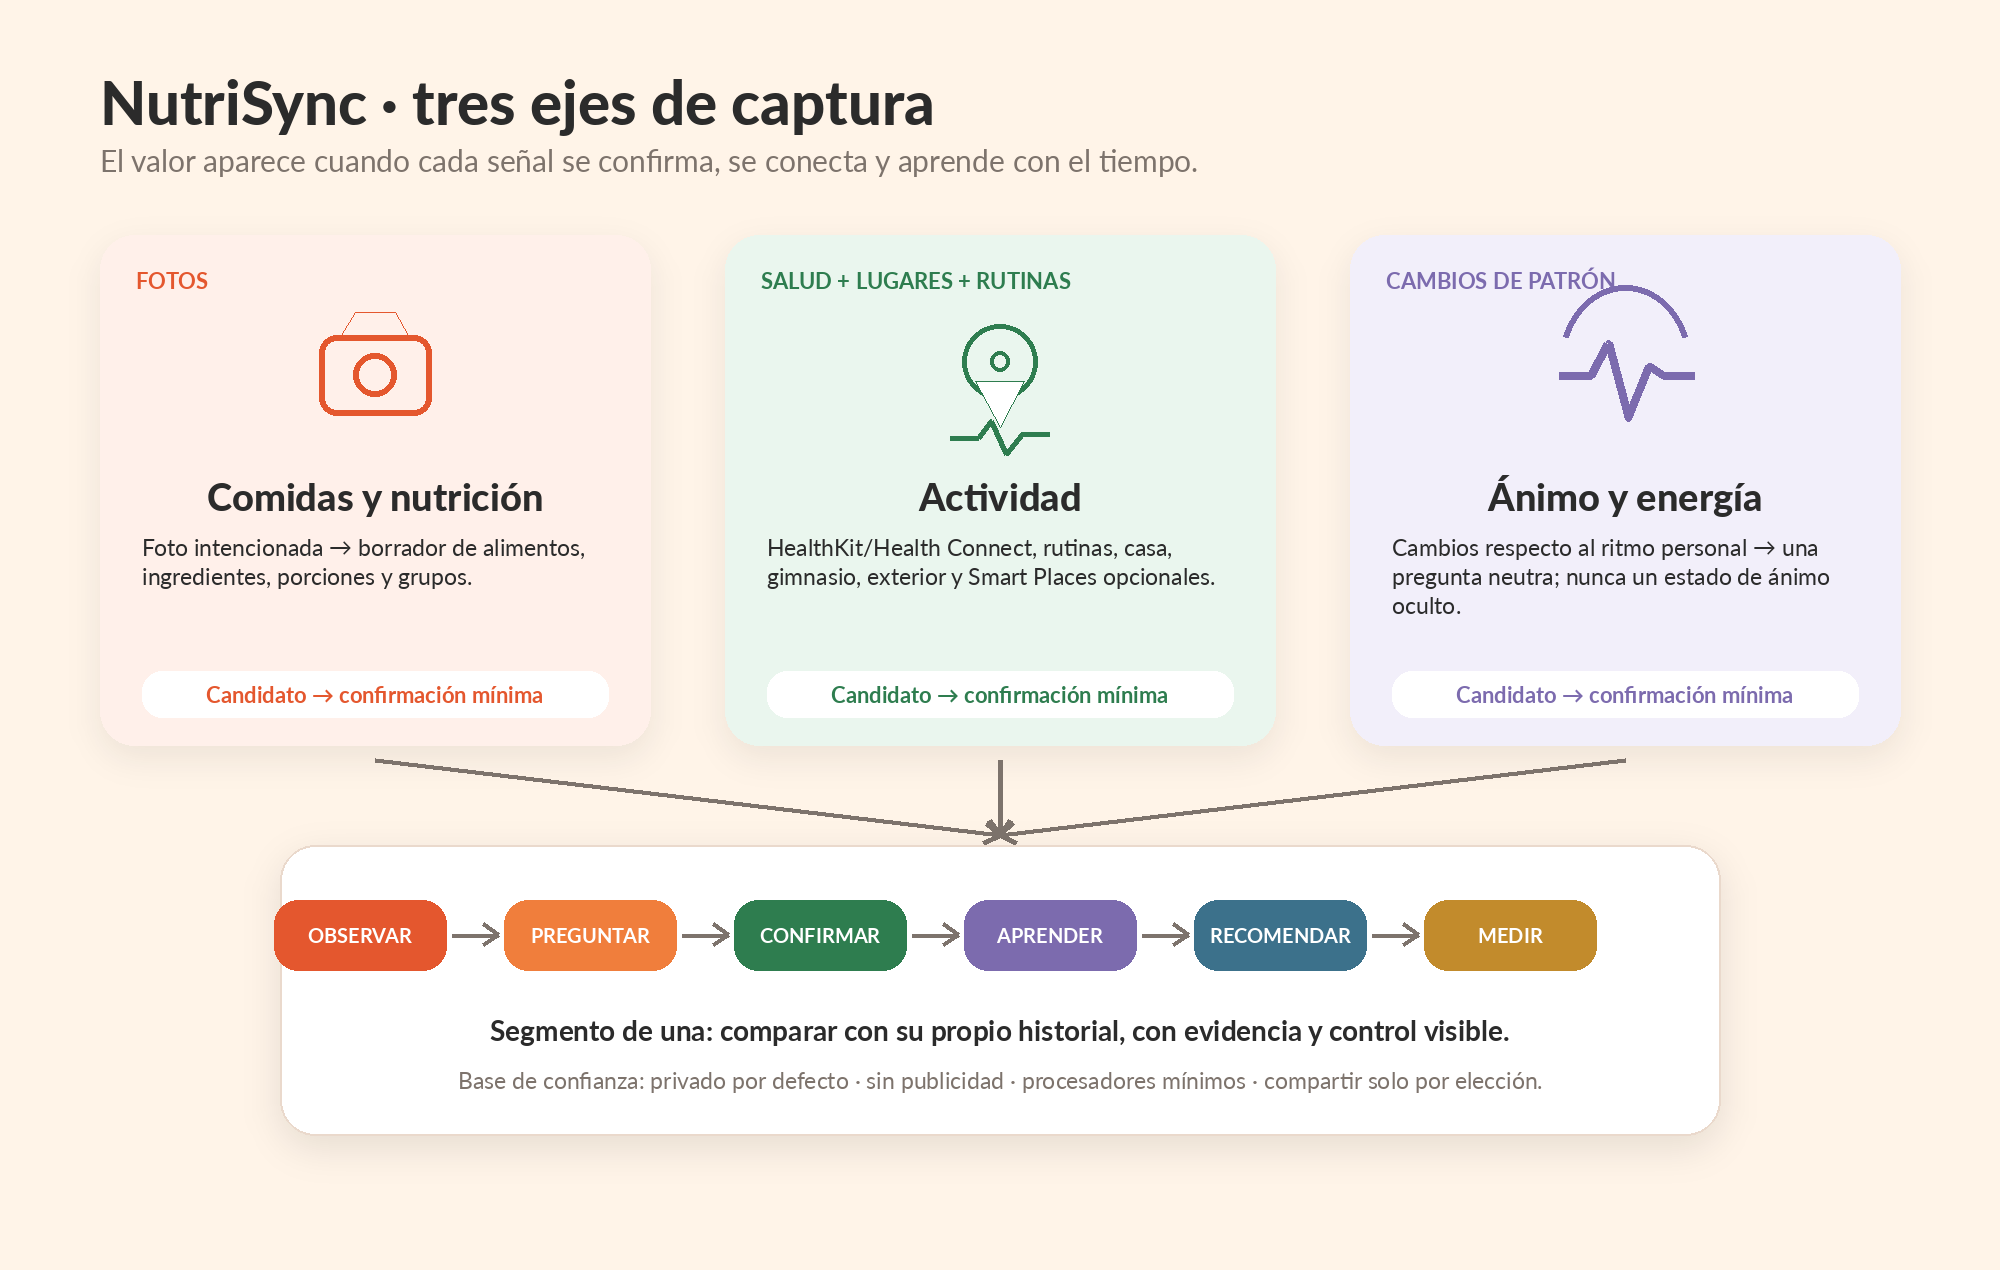 NutriSync · tres ejes de captura
El valor aparece cuando cada señal se confirma, se conecta y aprende con el tiempo.
FOTOS
Comidas y nutrición
Foto intencionada → borrador de alimentos,
ingredientes, porciones y grupos.
Candidato → confirmación mínima
SALUD + LUGARES + RUTINAS
Actividad
HealthKit/Health Connect, rutinas, casa,
gimnasio, exterior y Smart Places opcionales.
Candidato → confirmación mínima
CAMBIOS DE PATRÓN
Ánimo y energía
Cambios respecto al ritmo personal → una
pregunta neutra; nunca un estado de ánimo
oculto.
Candidato → confirmación mínima
OBSERVAR
PREGUNTAR
CONFIRMAR
APRENDER
RECOMENDAR
MEDIR
Segmento de una: comparar con su propio historial, con evidencia y control visible.
Base de confianza: privado por defecto · sin publicidad · procesadores mínimos · compartir solo por elección.